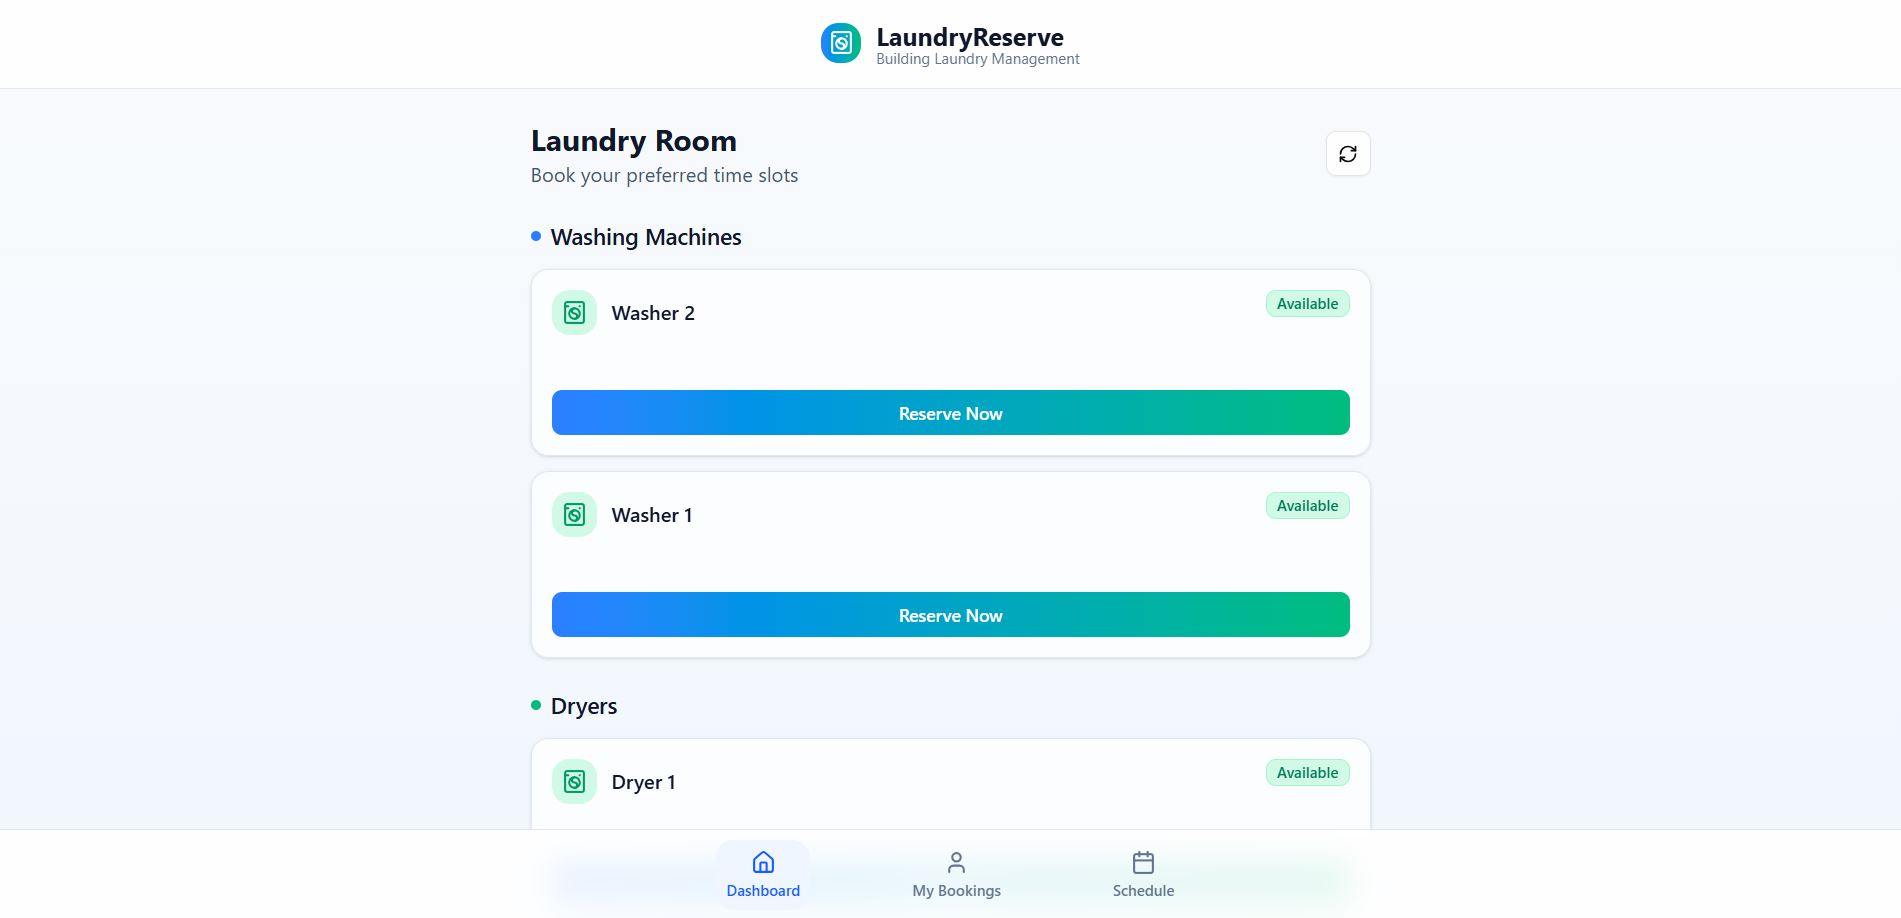 LaundryReserve
Building Laundry Management
Laundry Room
Book your preferred time slots
Washing Machines
Washer 2
Available
Reserve Now
Washer 1
Available
Reserve Now
Dryers
Dryer 1
Available
Dashboard
My Bookings
Schedule